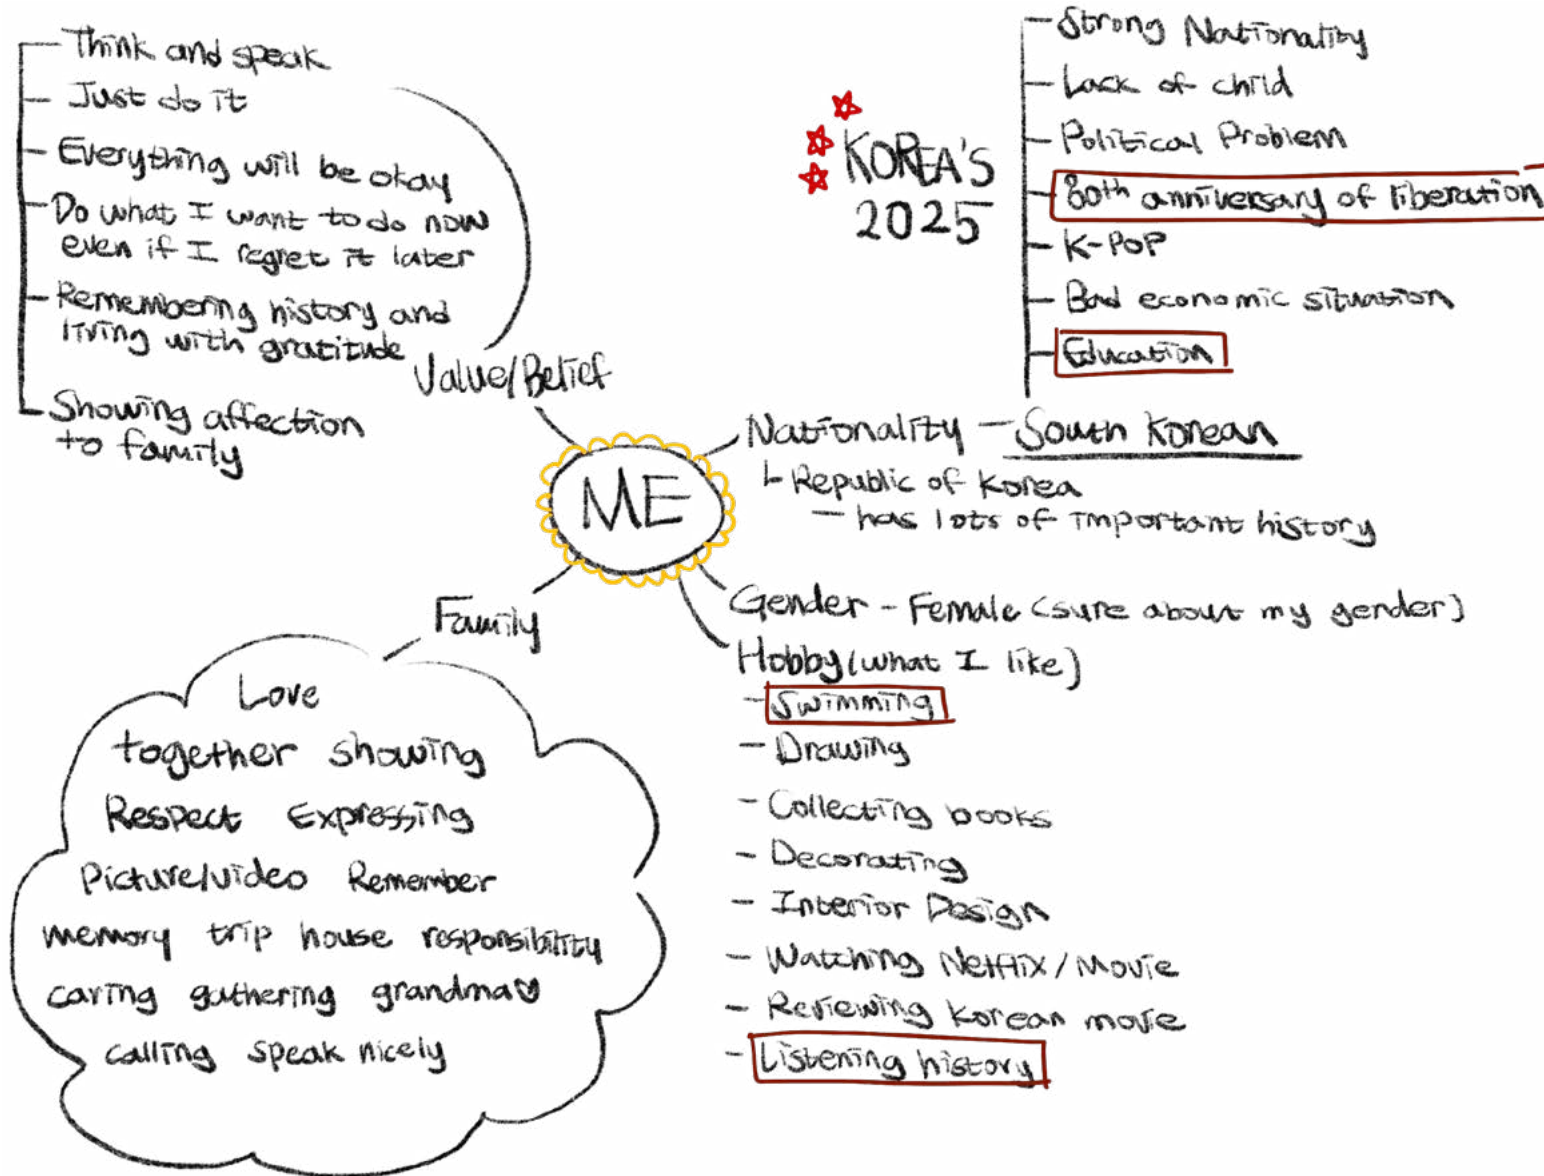 Think and speak
Just do it
Everything will be okay
Do what I want to do now
even if I regret it later
Remembering history and
living with gratitude
Showing affection
to family
Value/Belief
KOREA'S
2025
Strong Nationality
Lack of child
Political Problem
80th anniversary of liberation
K-POP
Bad economic situation
Education
ME
Nationality - South Korean
Republic of Korea
- has lots of important history
Gender - Female (sure about my gender)
Hobby (what I like)
- Swimming
- Drawing
- Collecting books
- Decorating
- Interior Design
- Watching Netflix/Movie
- Reviewing Korean movie
- Listening history
Family
Love
together showing
Respect Expressing
Picture/video Remember
memory trip house responsibility
caring gathering grandma♡
calling speak nicely